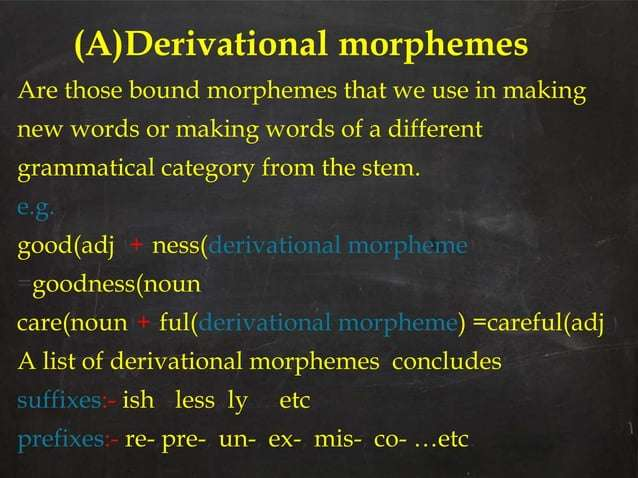 (A)Derivational morphemes
Are those bound morphemes that we use in making
new words or making words of a different
grammatical category from the stem.
e.g.
good(adj + ness(derivational morpheme
=goodness(noun
care(noun + ful(derivational morpheme) =careful(adj
A list of derivational morphemes concludes
suffixes:- ish less ly etc
prefixes:- re- pre- un- ex- mis- co- …etc